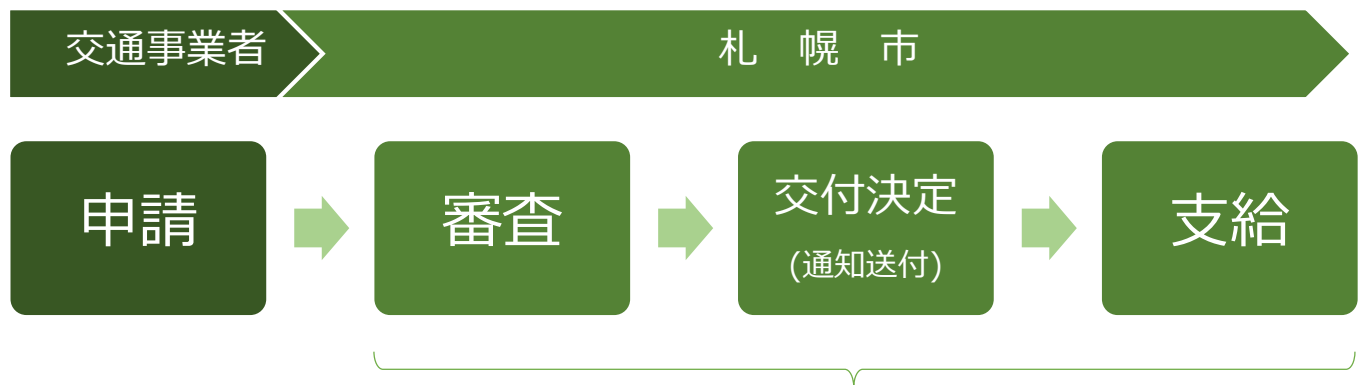 交通事業者
札　幌　市
申請
審査
交付決定
(通知送付)
支給